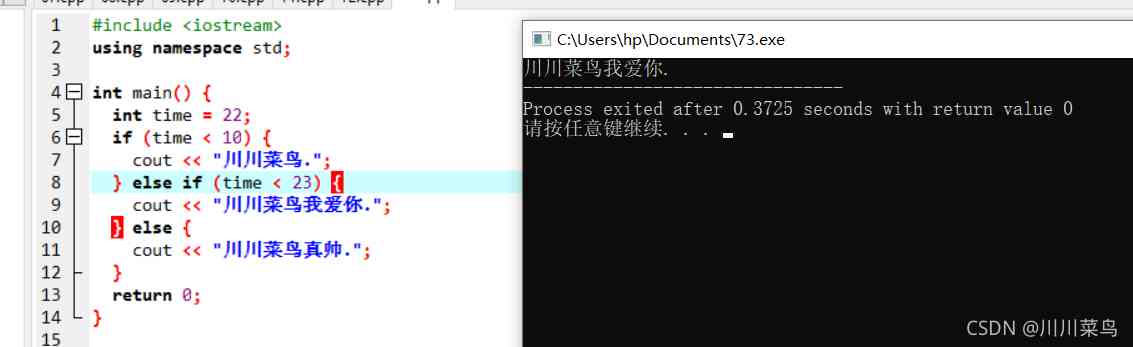 1 #include <iostream>
2 using namespace std;
3
4 int main() {
5 int time = 22;
6 if (time < 10) {
7 cout << "川川菜鸟.";
8 } else if (time < 23) {
9 cout << "川川菜鸟我爱你.";
10 } else {
11 cout << "川川菜鸟真帅.";
12 }
13 return 0;
14 }
15
C:\Users\hp\Documents\73.exe
川川菜鸟我爱你.
--------------------------------
Process exited after 0.3725 seconds with return value 0
请按任意键继续. . .
CSDN @川川菜鸟